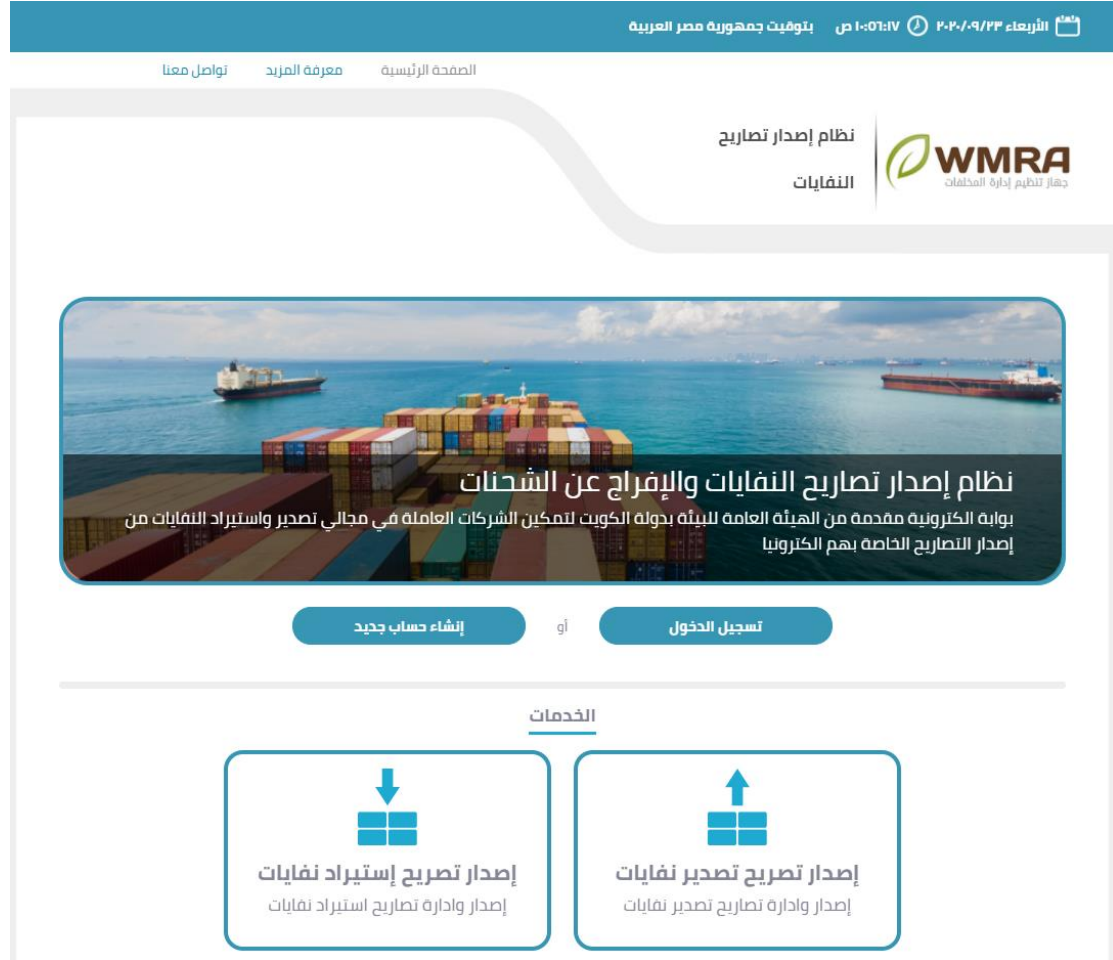 الأربعاء ٢٠٢٠/٠٩/٢٣ ١٠:٥٦:١٧ ص بتوقيت جمهورية مصر العربية
الصفحة الرئيسية معرفة المزيد تواصل معنا
WMRA
جهاز تنظيم إدارة المخلفات
نظام إصدار تصاريح
النفايات
نظام إصدار تصاريح النفايات والإفراج عن الشحنات
بوابة الكترونية مقدمة من الهيئة العامة للبيئة بدولة الكويت لتمكين الشركات العاملة في مجالي تصدير واستيراد النفايات من
إصدار التصاريح الخاصة بهم الكترونيا
تسجيل الدخول أو إنشاء حساب جديد
الخدمات
إصدار تصريح تصدير نفايات
إصدار وادارة تصاريح تصدير نفايات
إصدار تصريح إستيراد نفايات
إصدار وادارة تصاريح استيراد نفايات